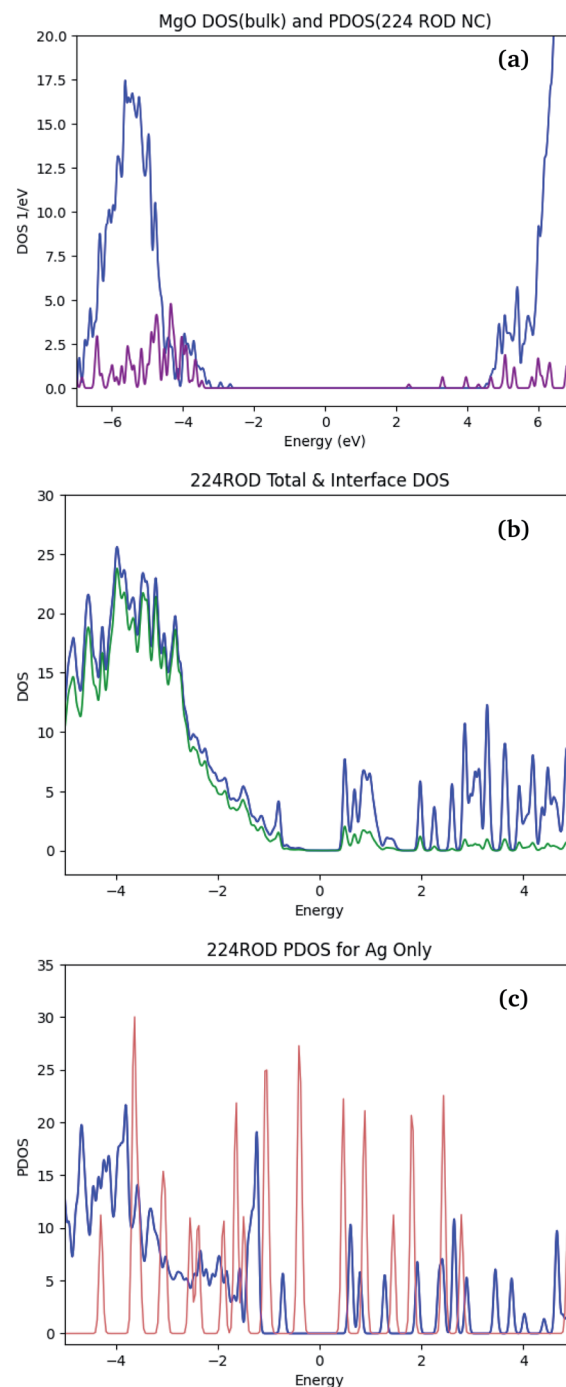 MgO DOS(bulk) and PDOS(224 ROD NC)
(a)
20.0
17.5
15.0
12.5
10.0
7.5
5.0
2.5
0.0
DOS 1/eV
−6 −4 −2 0 2 4 6
Energy (eV)
224ROD Total & Interface DOS
(b)
30
25
20
15
10
5
0
DOS
−4 −2 0 2 4
Energy
224ROD PDOS for Ag Only
(c)
35
30
25
20
15
10
5
0
PDOS
−4 −2 0 2 4
Energy